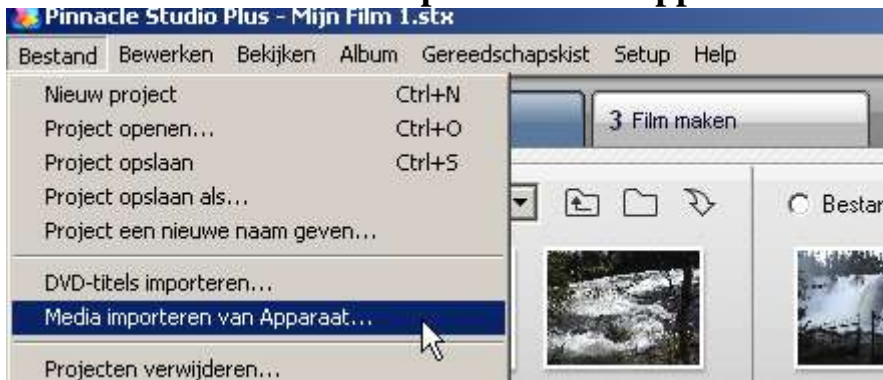 Pinnacle Studio Plus - Mijn Film 1.stx
Bestand Bewerken Bekijken Album Gereedschapskist Setup Help
Nieuw project Ctrl+N
Project openen... Ctrl+O
3 Film maken
Project opslaan Ctrl+S
Project opslaan als...
Bestan
Project een nieuwe naam geven...
DVD-titels importeren...
Media importeren van Apparaat...
Projecten verwijderen...